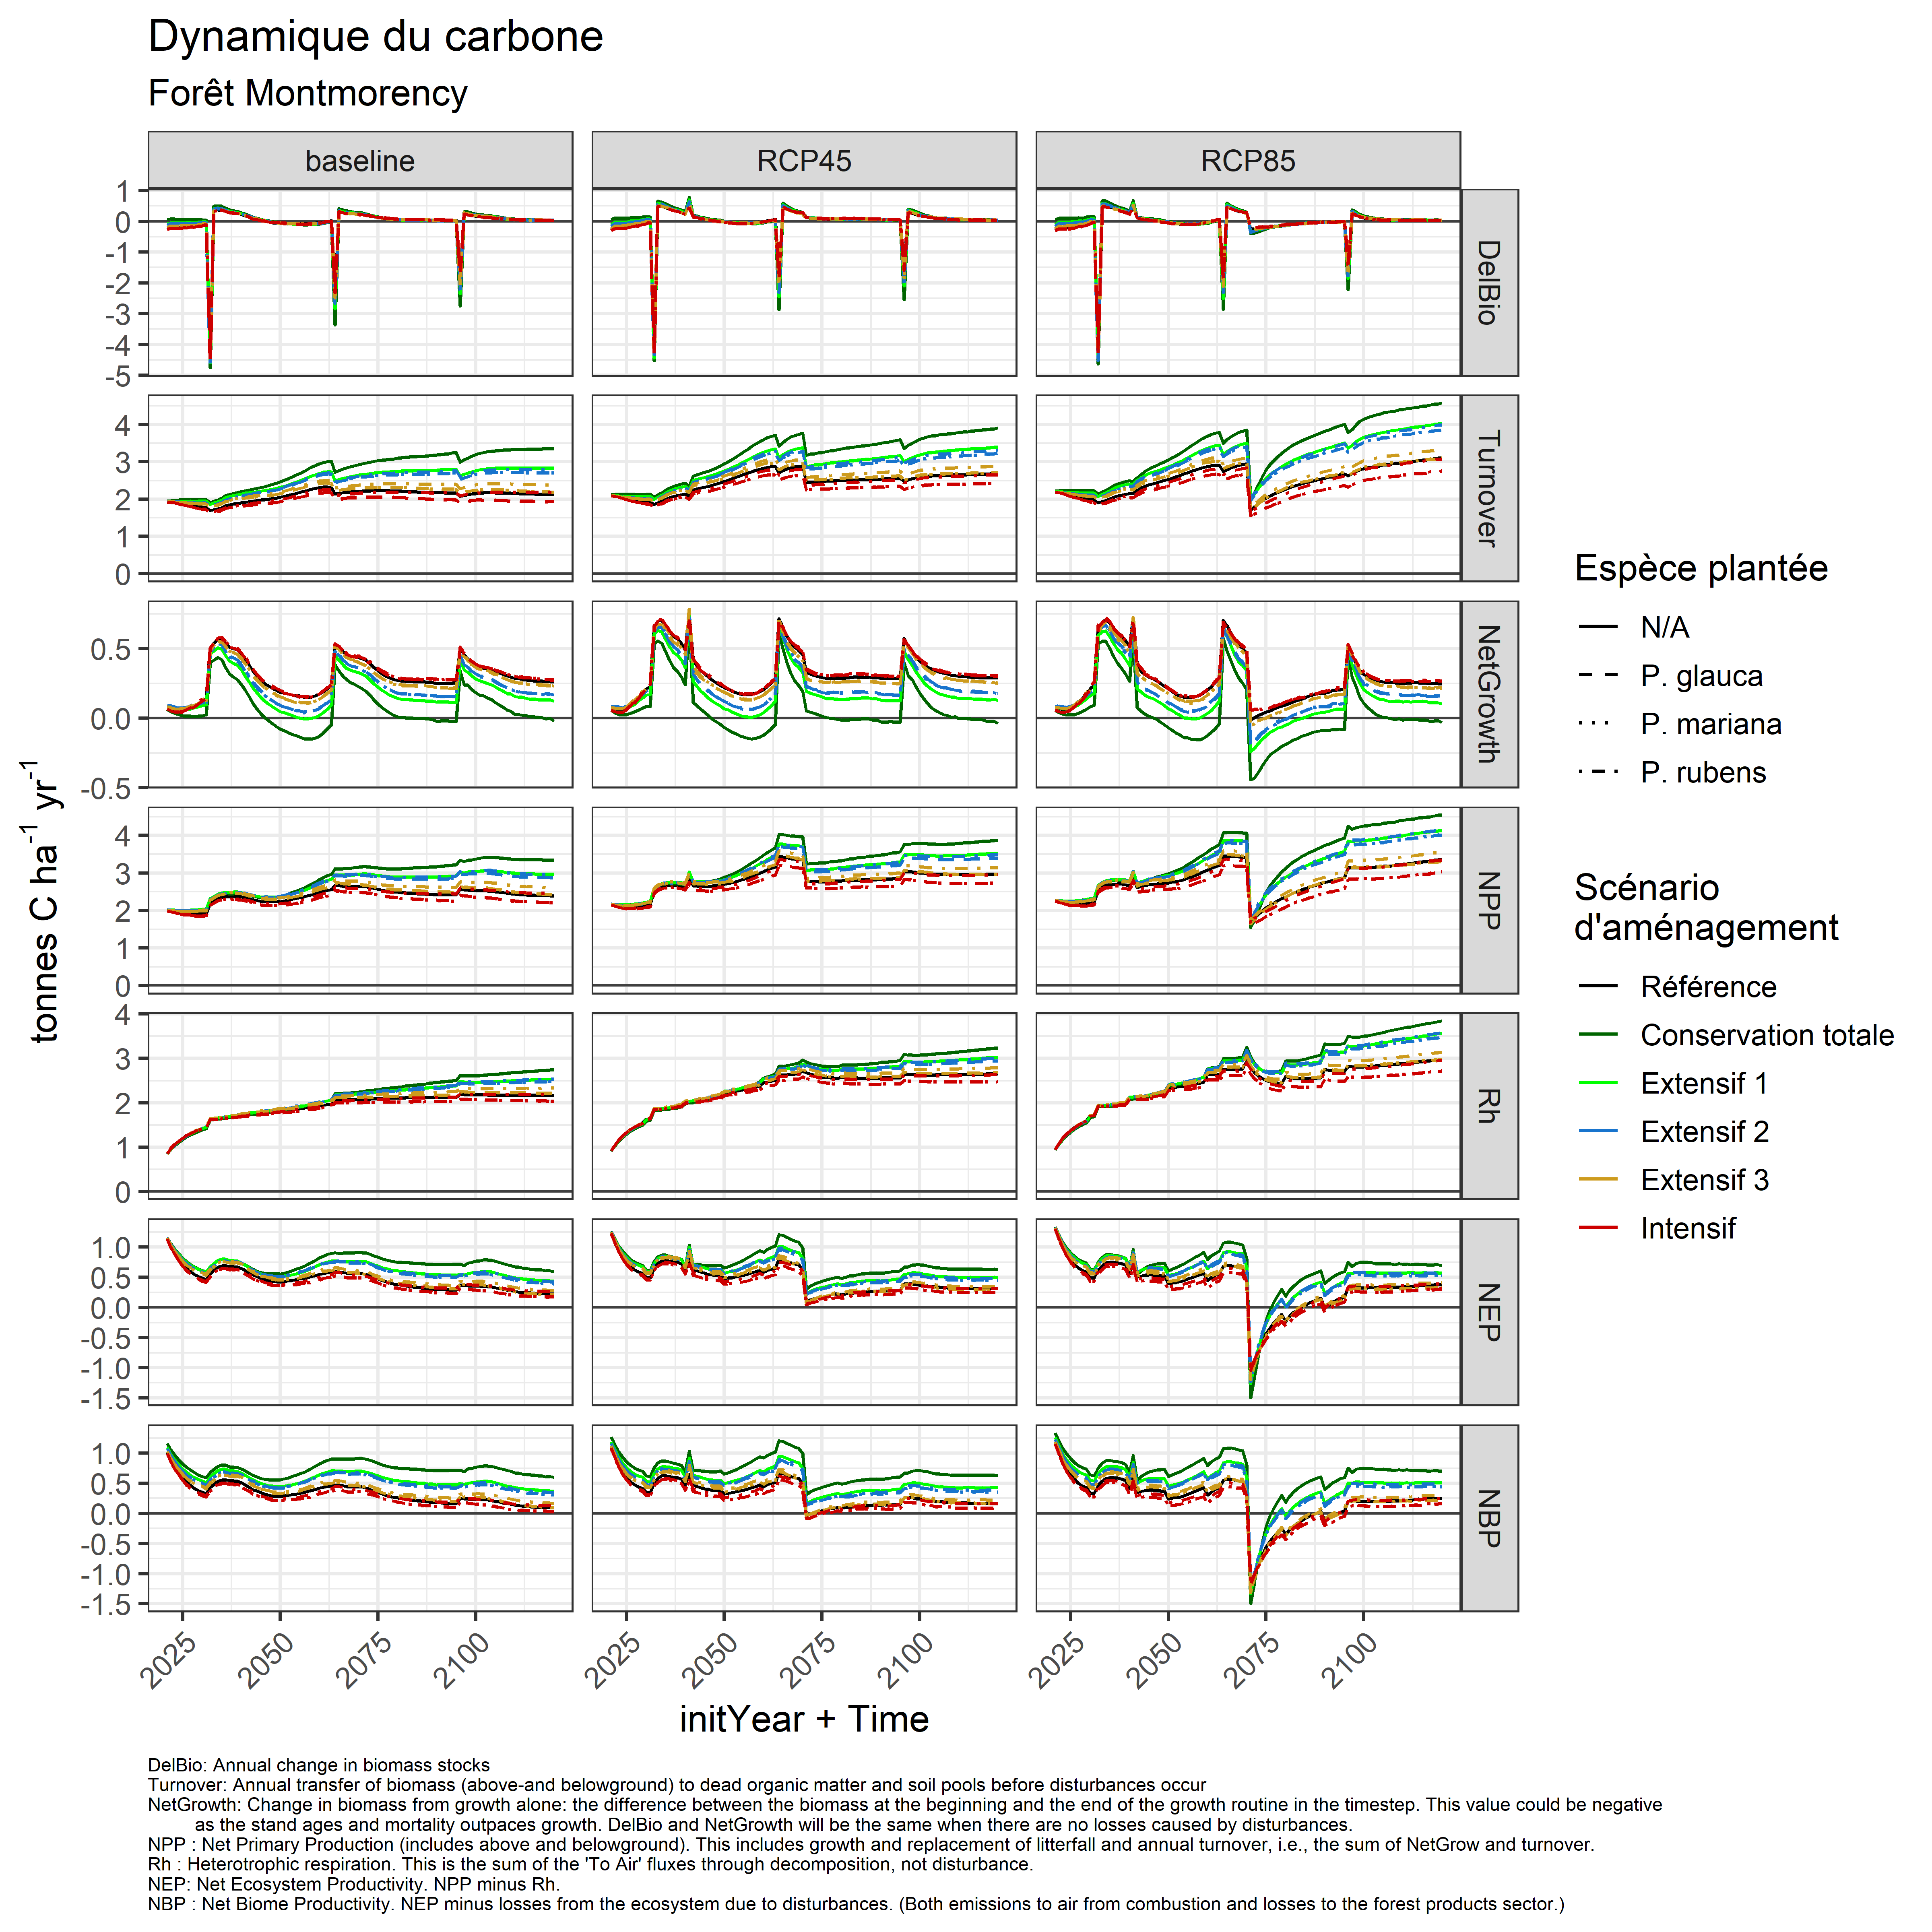 Dynamique du carbone
Forêt Montmorency
baseline
RCP45
RCP85
1
0
-1
-2
-3
-4
-5
DelBio
4
3
2
1
0
Turnover
0.5
0.0
-0.5
NetGrowth
4
3
2
1
0
NPP
4
3
2
1
0
Rh
1.0
0.5
0.0
-0.5
-1.0
-1.5
NEP
1.0
0.5
0.0
-0.5
-1.0
-1.5
NBP
tonnes C ha-1 yr-1
2025
2050
2075
2100
2025
2050
2075
2100
2025
2050
2075
2100
initYear + Time
Espèce plantée
N/A
P. glauca
P. mariana
P. rubens
Scénario
d'aménagement
Référence
Conservation totale
Extensif 1
Extensif 2
Extensif 3
Intensif
DelBio: Annual change in biomass stocks
Turnover: Annual transfer of biomass (above-and belowground) to dead organic matter and soil pools before disturbances occur
NetGrowth: Change in biomass from growth alone: the difference between the biomass at the beginning and the end of the growth routine in the timestep. This value could be negative
as the stand ages and mortality outpaces growth. DelBio and NetGrowth will be the same when there are no losses caused by disturbances.
NPP : Net Primary Production (includes above and belowground). This includes growth and replacement of litterfall and annual turnover, i.e., the sum of NetGrow and turnover.
Rh : Heterotrophic respiration. This is the sum of the 'To Air' fluxes through decomposition, not disturbance.
NEP: Net Ecosystem Productivity. NPP minus Rh.
NBP : Net Biome Productivity. NEP minus losses from the ecosystem due to disturbances. (Both emissions to air from combustion and losses to the forest products sector.)